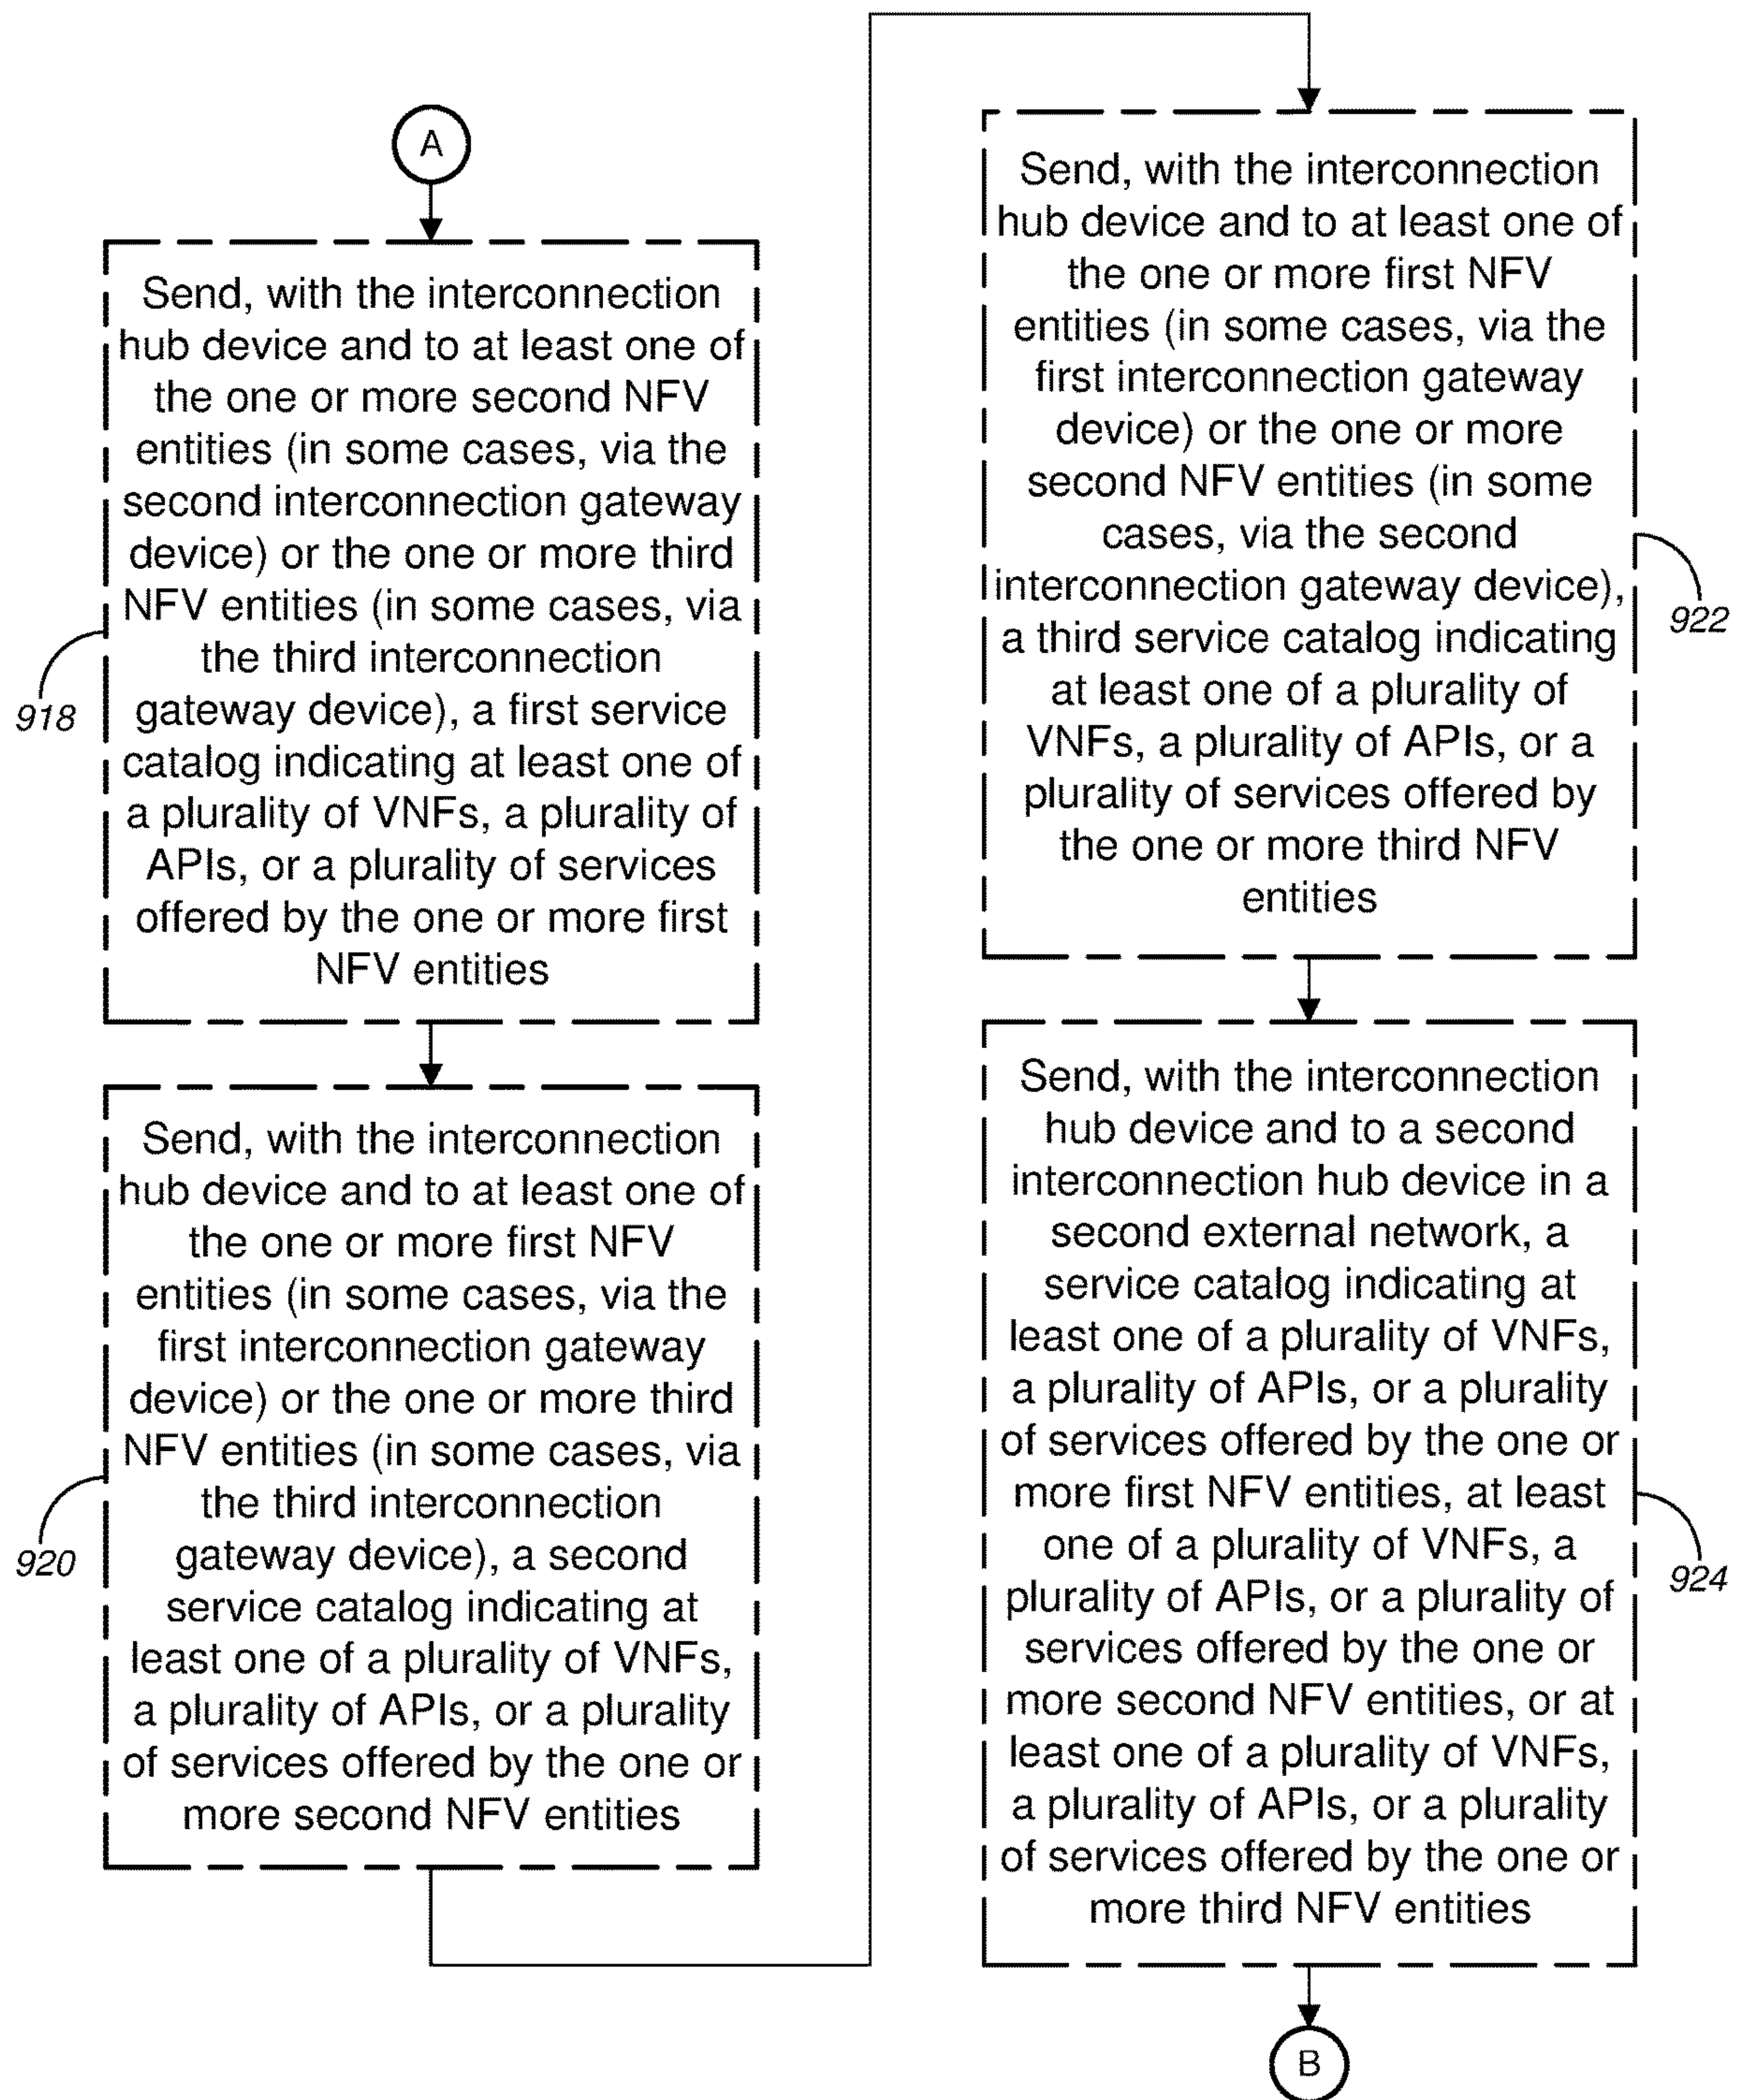 A
Send, with the interconnection
hub device and to at least one of
the one or more second NFV
entities (in some cases, via the
second interconnection gateway
device) or the one or more third
NFV entities (in some cases, via
the third interconnection
gateway device), a first service
catalog indicating at least one of
a plurality of VNFs, a plurality of
APIs, or a plurality of services
offered by the one or more first
NFV entities
918
Send, with the interconnection
hub device and to at least one of
the one or more first NFV
entities (in some cases, via the
first interconnection gateway
device) or the one or more third
NFV entities (in some cases, via
the third interconnection
gateway device), a second
service catalog indicating at
least one of a plurality of VNFs,
a plurality of APIs, or a plurality
of services offered by the one or
more second NFV entities
920
Send, with the interconnection
hub device and to at least one of
the one or more first NFV
entities (in some cases, via the
first interconnection gateway
device) or the one or more
second NFV entities (in some
cases, via the second
interconnection gateway device),
a third service catalog indicating
at least one of a plurality of
VNFs, a plurality of APIs, or a
plurality of services offered by
the one or more third NFV
entities
922
Send, with the interconnection
hub device and to a second
interconnection hub device in a
second external network, a
service catalog indicating at
least one of a plurality of VNFs,
a plurality of APIs, or a plurality
of services offered by the one or
more first NFV entities, at least
one of a plurality of VNFs, a
plurality of APIs, or a plurality of
services offered by the one or
more second NFV entities, or at
least one of a plurality of VNFs,
a plurality of APIs, or a plurality
of services offered by the one or
more third NFV entities
924
B